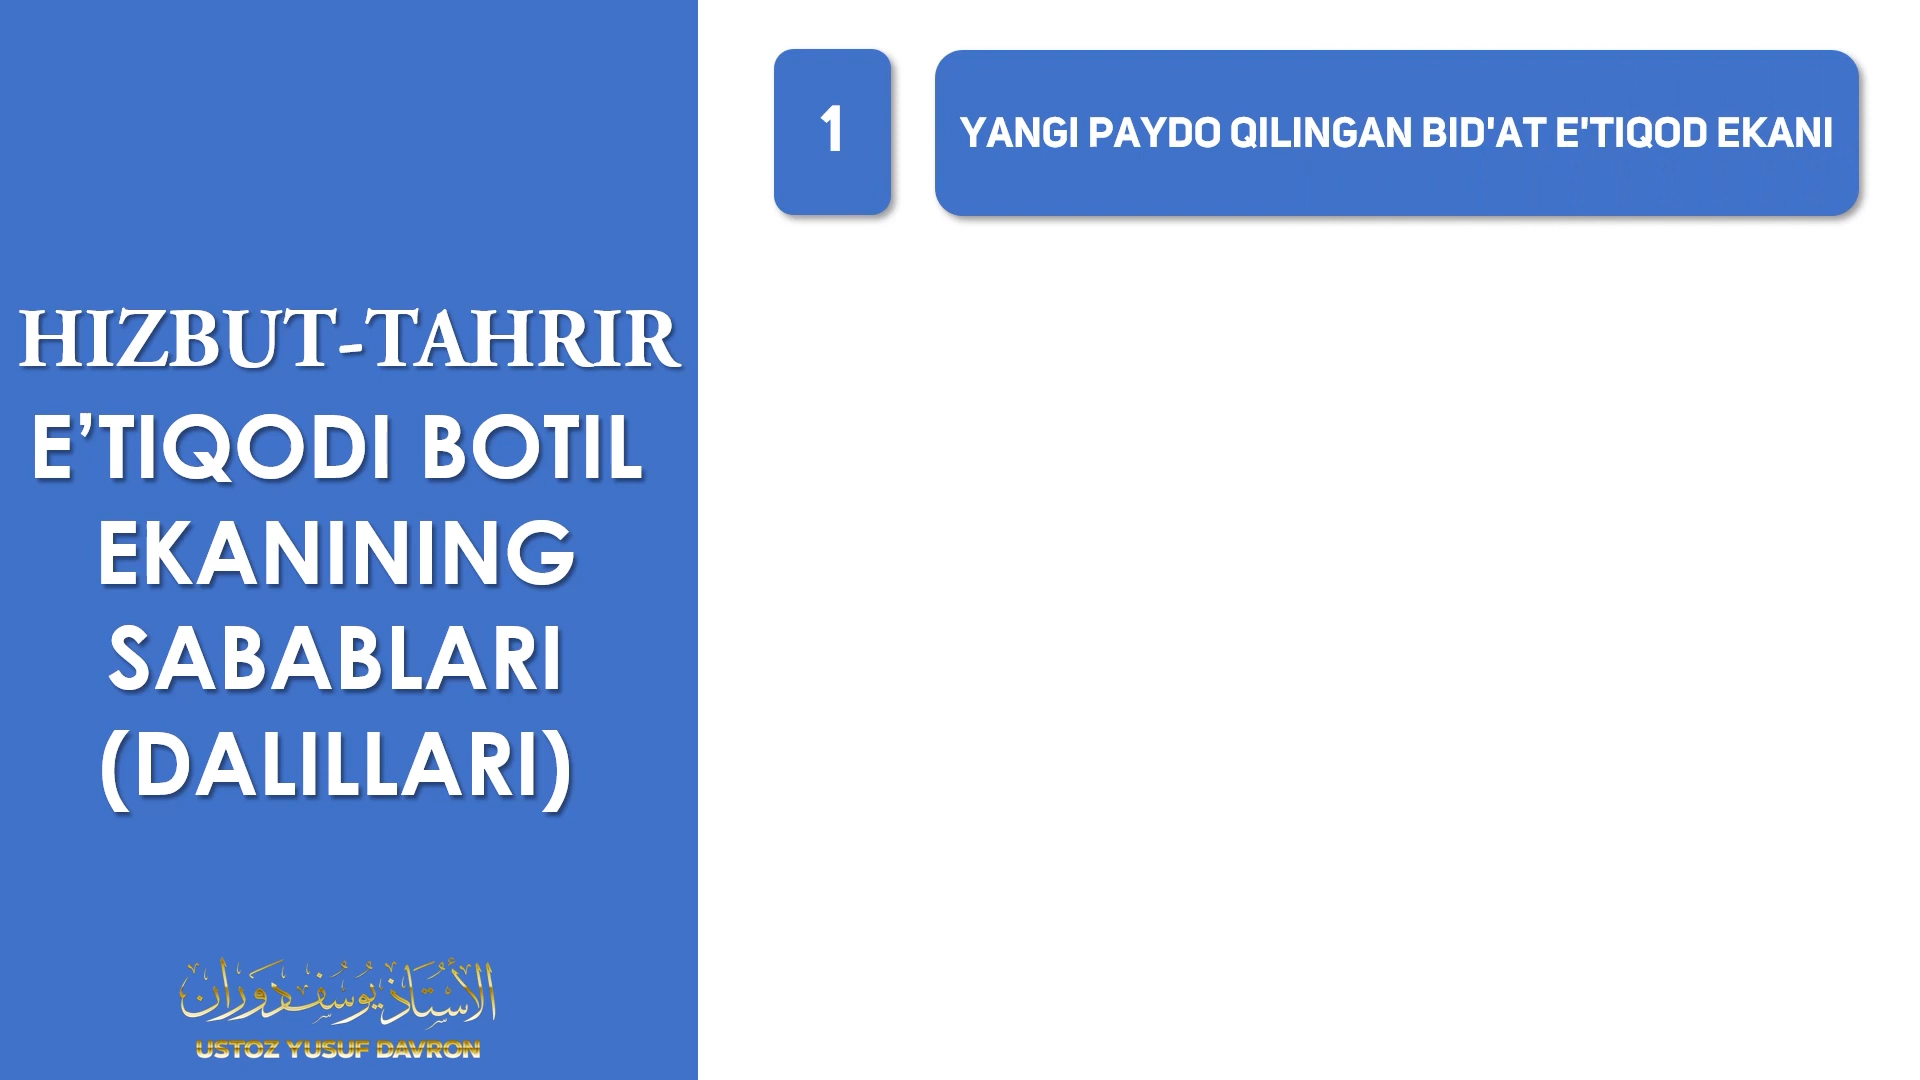 HIZBUT-TAHRIR
E’TIQODI BOTIL
EKANINING
SABABLARI
(DALILLARI)
الأستاذ يوسف دوران
USTOZ YUSUF DAVRON
1
YANGI PAYDO QILINGAN BID'AT E'TIQOD EKANI